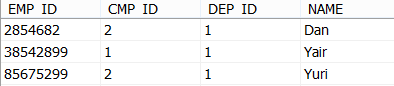 EMP ID CMP ID DEP ID NAME
2854682 2 1 Dan
38542899 1 1 Yair
85675299 2 1 Yuri